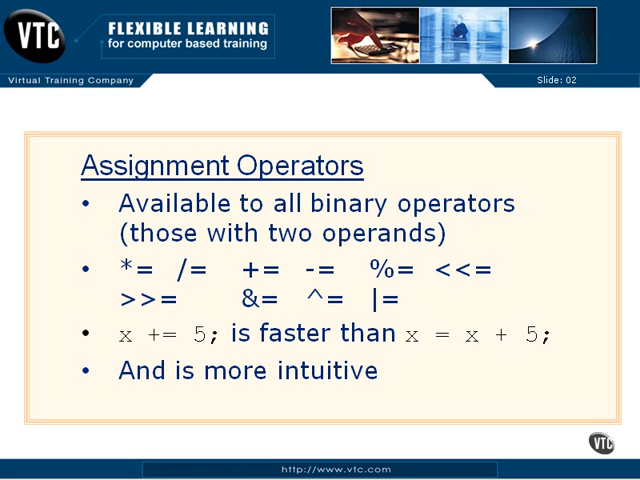 VTC
FLEXIBLE LEARNING
for computer based training
Virtual Training Company
Slide: 02
Assignment Operators
• Available to all binary operators
(those with two operands)
• *= /= += -= %= <<=
>>= &= ^= |=
• x += 5; is faster than x = x + 5;
• And is more intuitive
VTC
http://www.vtc.com